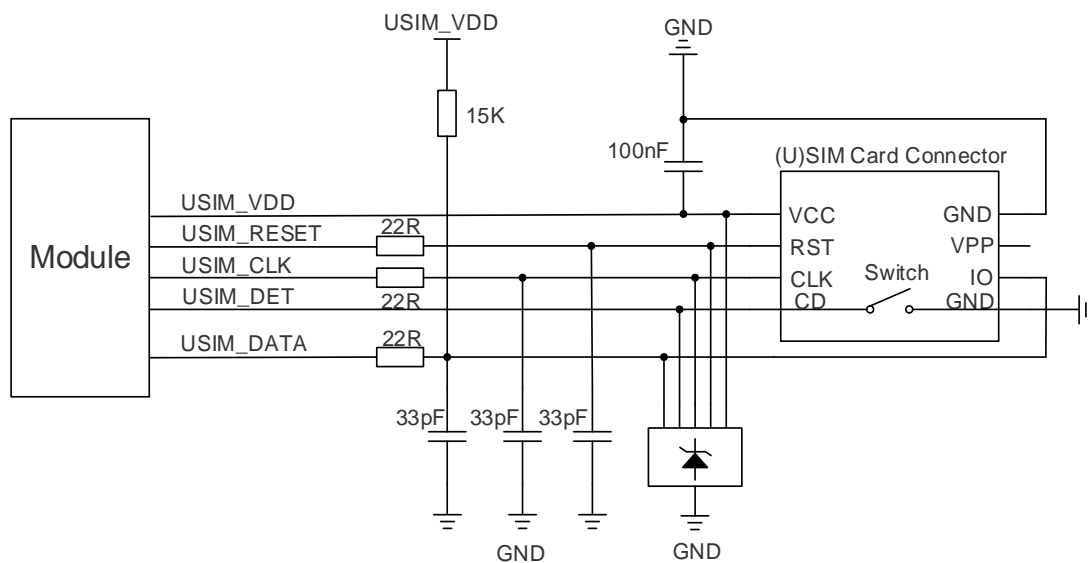 USIM_VDD
GND
15K
100nF
(U)SIM Card Connector
Module
USIM_VDD
USIM_RESET
22R
USIM_CLK
USIM_DET
22R
USIM_DATA
22R
VCC
GND
RST
VPP
CLK
Switch
IO
CD
GND
33pF
33pF
33pF
GND
GND